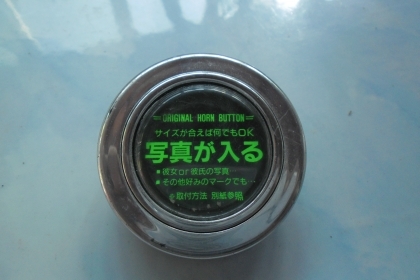 ORIGINAL HORN BUTTON
サイズが合えば何でもOK
写真が入る
●彼女or彼氏の写真
●その他好みのマークでも…
取付方法 別紙参照